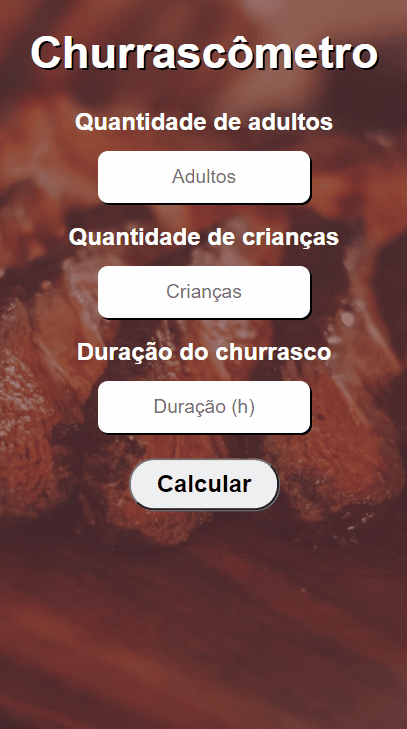 Churrascômetro
Quantidade de adultos
Adultos
Quantidade de crianças
Crianças
Duração do churrasco
Duração (h)
Calcular